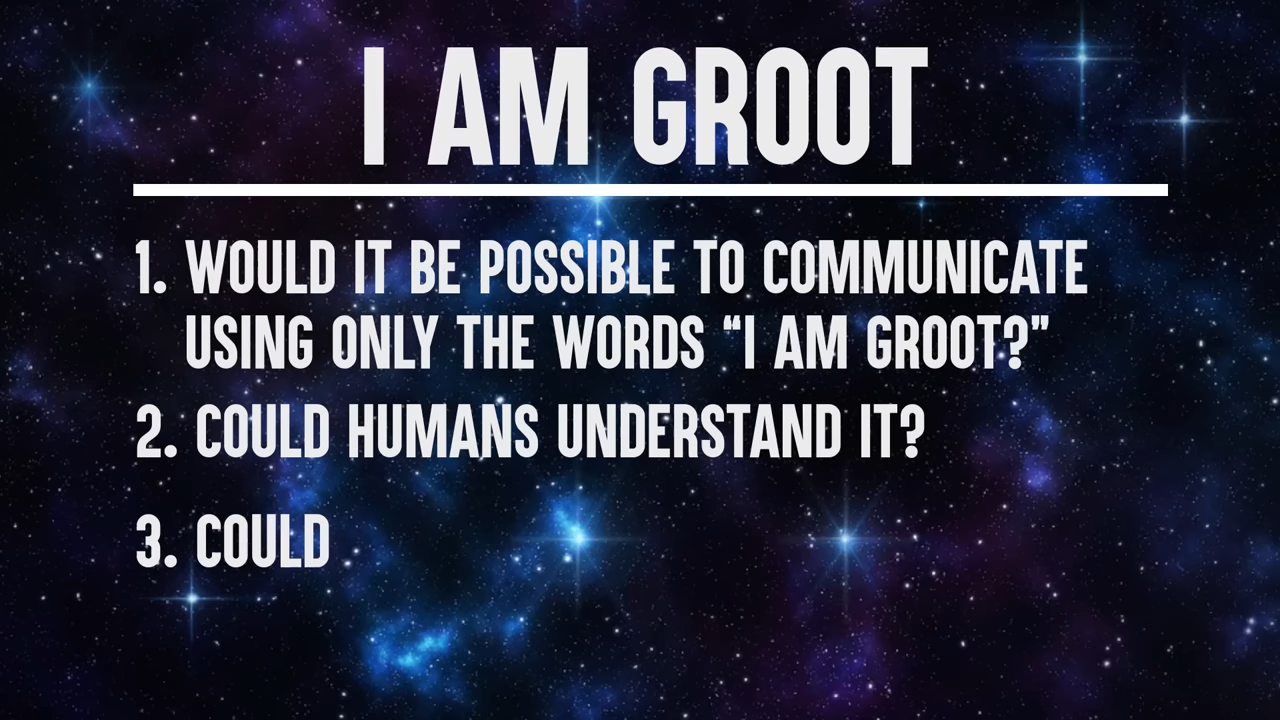 I AM GROOT
1. WOULD IT BE POSSIBLE TO COMMUNICATE
USING ONLY THE WORDS “I AM GROOT?”
2. COULD HUMANS UNDERSTAND IT?
3. COULD